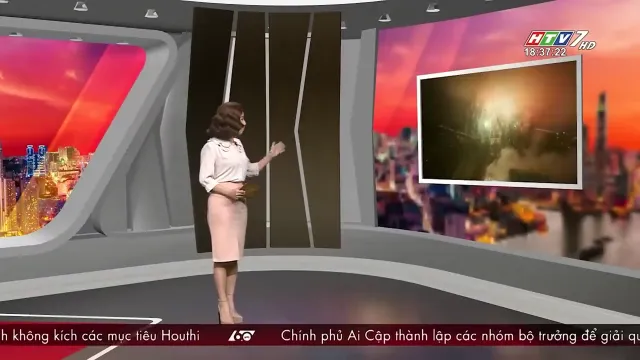 HTV7 HD
18:37:22
h không kích các mục tiêu Houthi 60 Chính phủ Ai Cập thành lập các nhóm bộ trưởng để giải qu